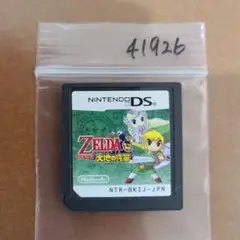 41926
NINTENDO DS
ZELDA
大地の汽笛
Nintendo
NTR-BKIJ-JPN